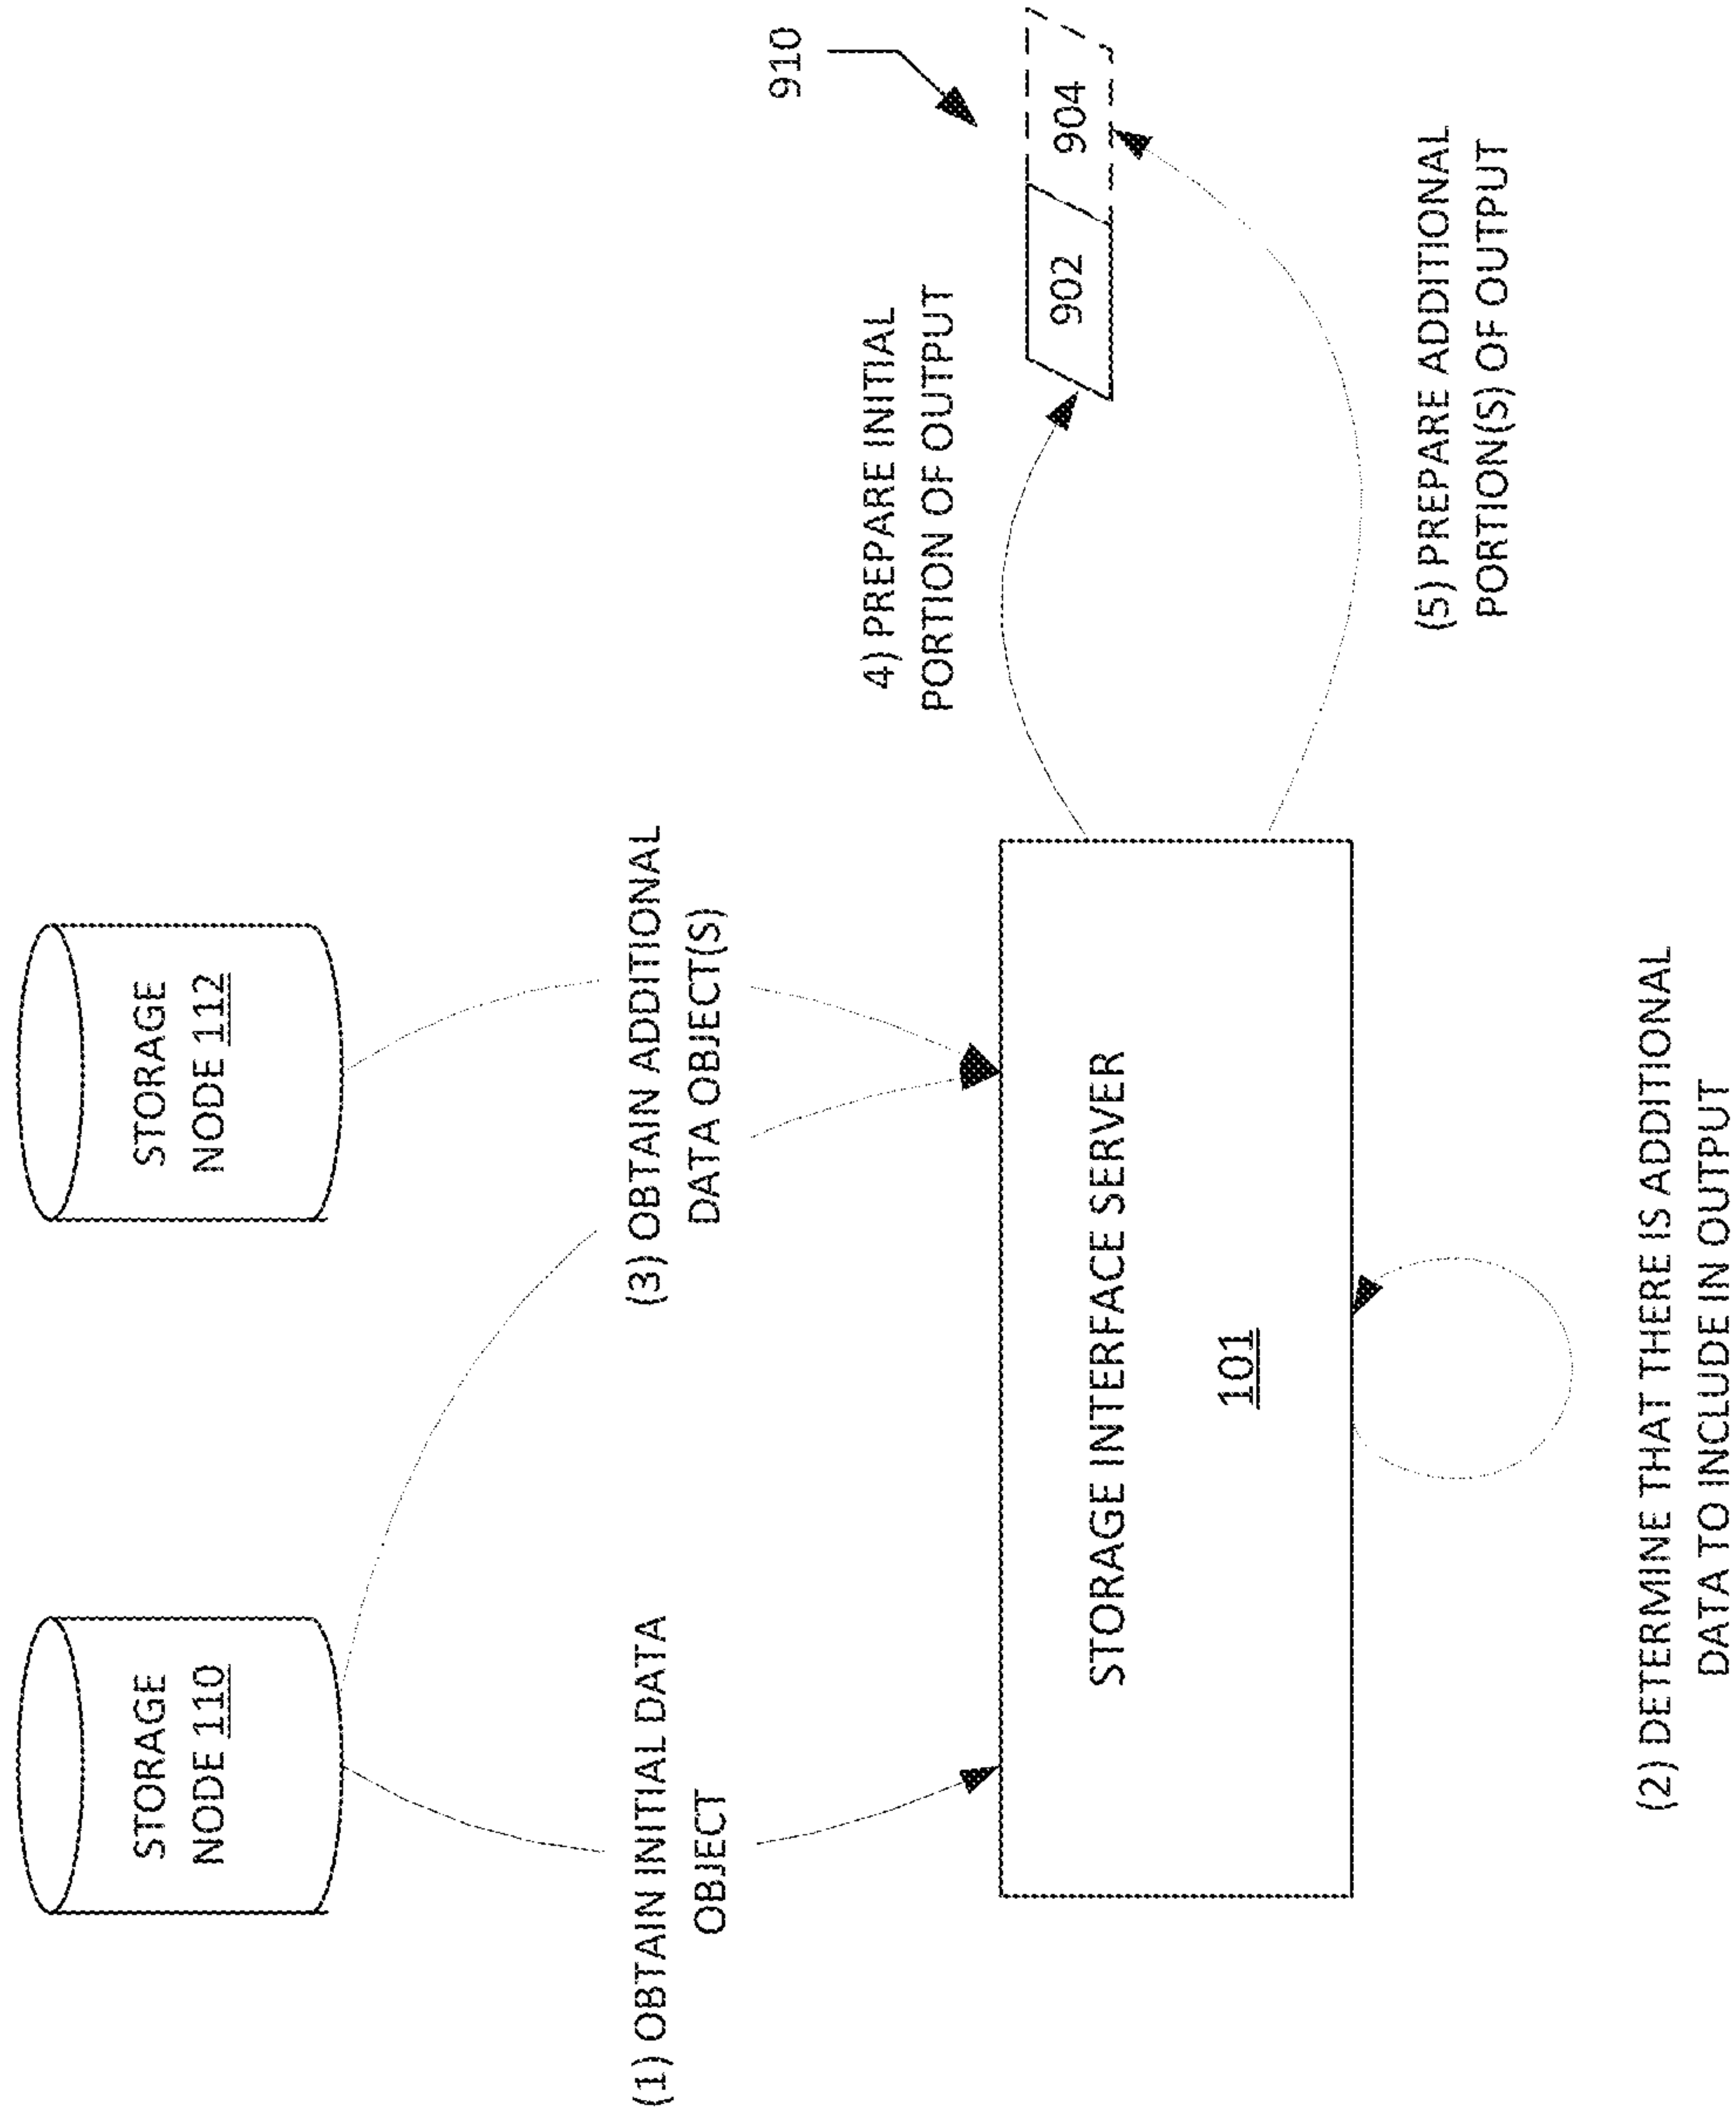 STORAGE
NODE 110
STORAGE
NODE 112
(1) OBTAIN INITIAL DATA
OBJECT
(3) OBTAIN ADDITIONAL
DATA OBJECT(S)
910
4) PREPARE INITIAL
PORTION OF OUTPUT
902
904
STORAGE INTERFACE SERVER
101
(5) PREPARE ADDITIONAL
PORTION(S) OF OUTPUT
(2) DETERMINE THAT THERE IS ADDITIONAL
DATA TO INCLUDE IN OUTPUT